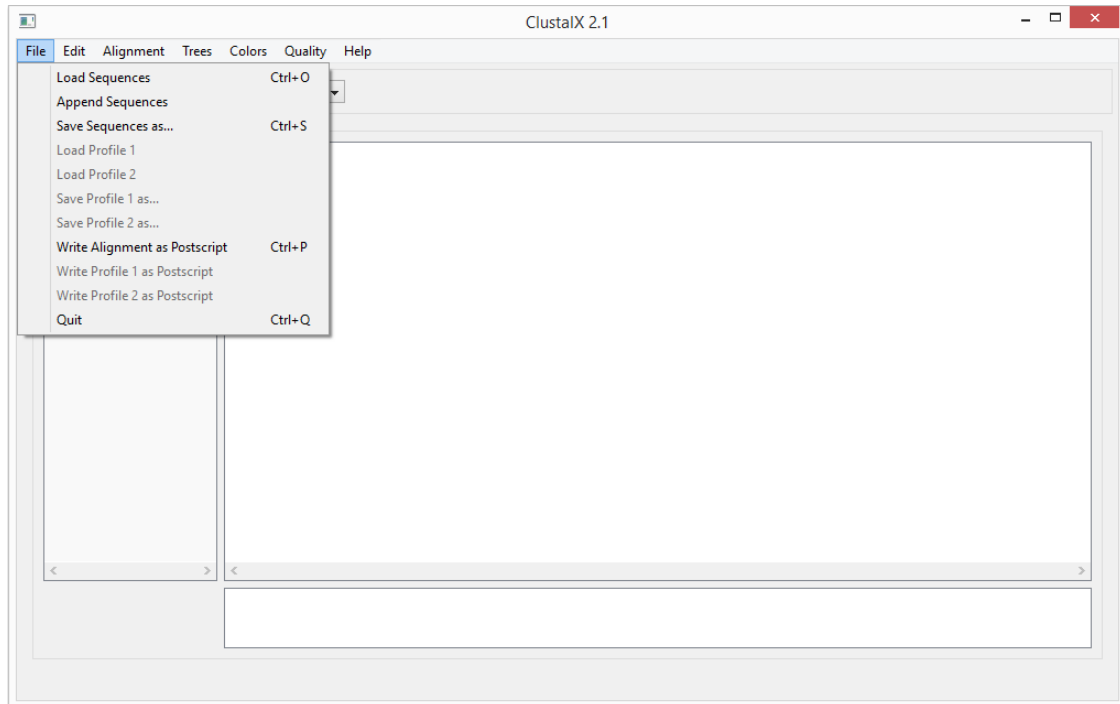 ClustalX 2.1
File Edit Alignment Trees Colors Quality Help
Load Sequences Ctrl+O
Append Sequences
Save Sequences as... Ctrl+S
Load Profile 1
Load Profile 2
Save Profile 1 as...
Save Profile 2 as...
Write Alignment as Postscript Ctrl+P
Write Profile 1 as Postscript
Write Profile 2 as Postscript
Quit Ctrl+Q